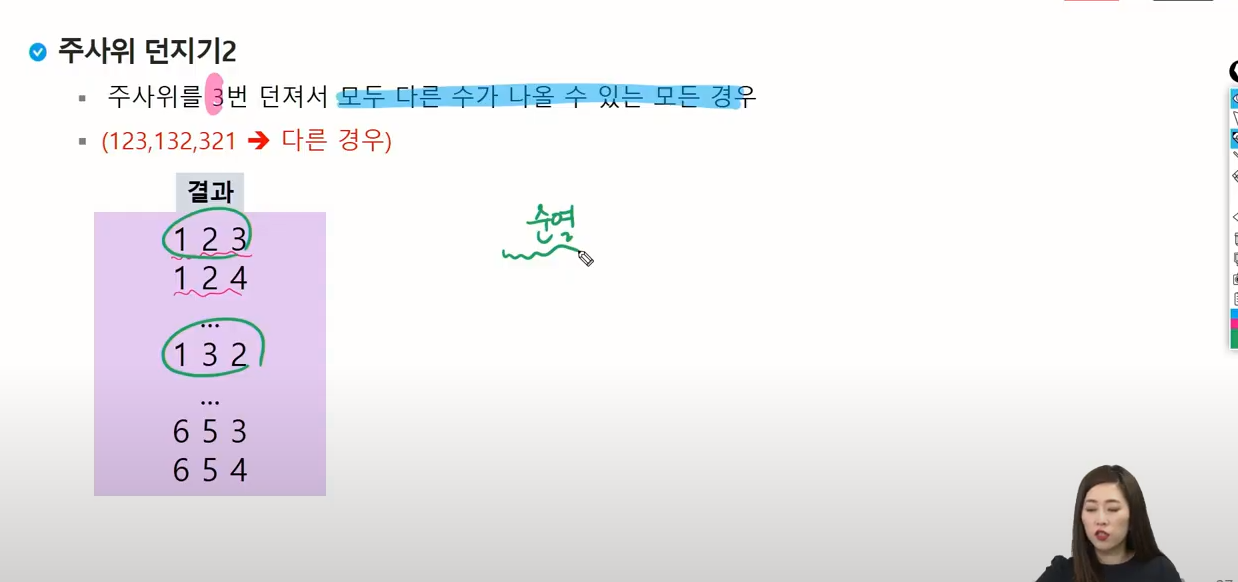 주사위 던지기2
주사위를 3번 던져서 모두 다른 수가 나올 수 있는 모든 경우
(123,132,321 ➔ 다른 경우)
결과
1 2 3
순열
1 2 4
...
1 3 2
...
6 5 3
6 5 4